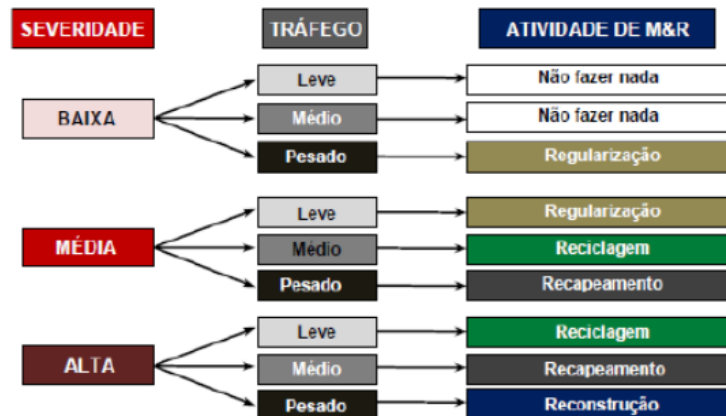 SEVERIDADE TRÁFEGO ATIVIDADE DE M&R
Leve Não fazer nada
BAIXA Médio Não fazer nada
Pesado Regularização
Leve Regularização
MÉDIA Médio Reciclagem
Pesado Recapeamento
Leve Reciclagem
ALTA Médio Recapeamento
Pesado Reconstrução